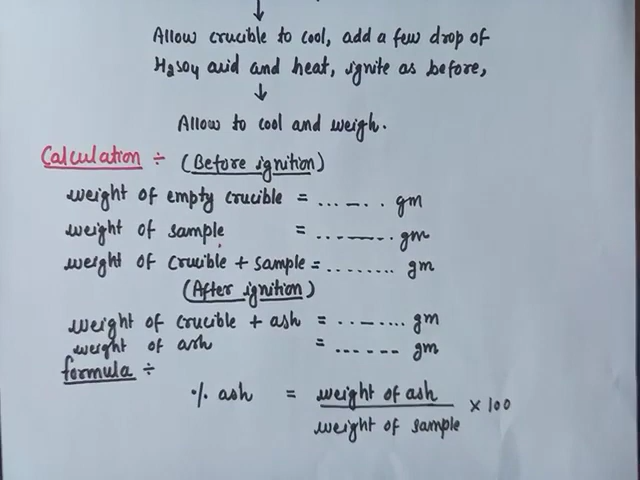 ↓
Allow crucible to cool, add a few drop of
H2SO4 acid and heat, ignite as before,
↓
Allow to cool and weigh.
Calculation ÷ (Before ignition)
weight of empty crucible = ....... gm
weight of sample = ........ gm
weight of crucible + sample = ........ gm
(After ignition)
weight of crucible + ash = ........ gm
weight of ash = ....... gm
formula ÷
% ash = weight of ash / weight of sample × 100